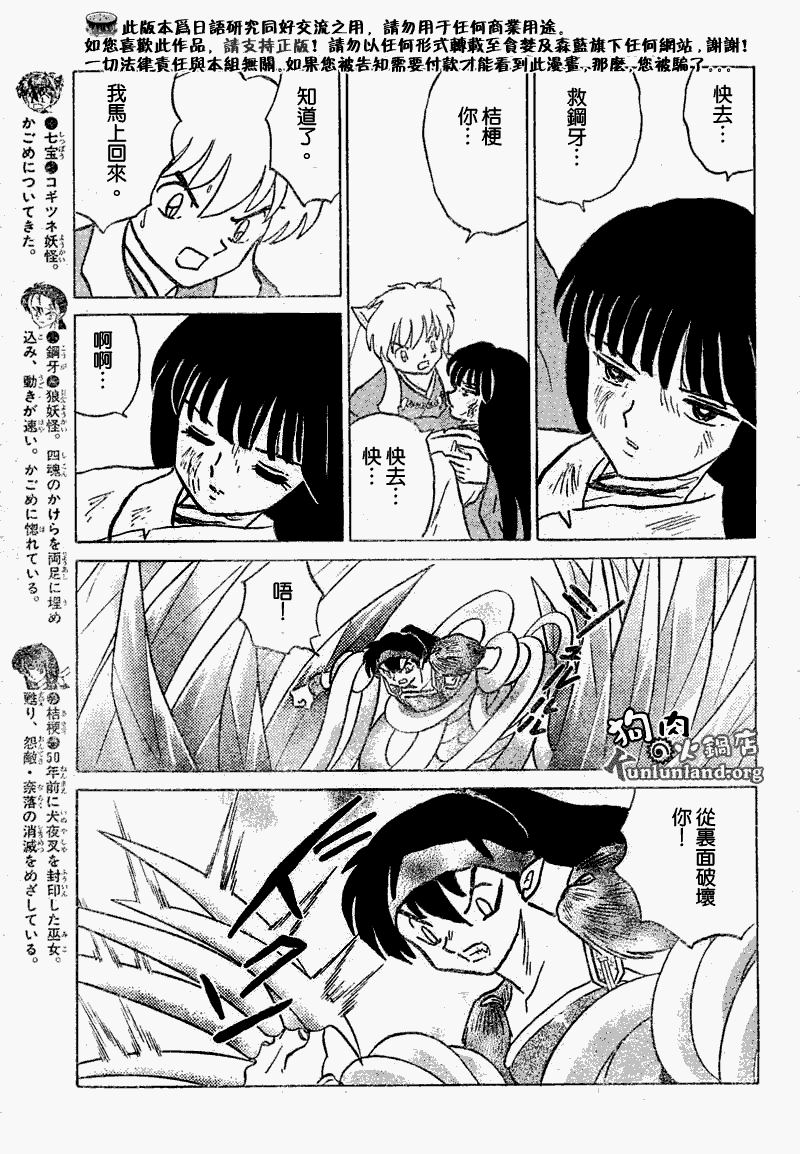 此版本爲日語研究同好交流之用，請勿用于任何商業用途。
如您喜歡此作品，請支持正版！請勿以任何形式轉載至貪婪及森藍旗下任何網站，謝謝！
一切法律責任與本組無關。如果您被告知需要付款才能看到此漫畫，那麼，您被騙了...
快去…
救鋼牙…
桔梗
你…
快去…
快…
知道了。
我馬上回來。
啊啊…
唔！
ズズズ
從裏面破壞
你！
七宝 コギツネ妖怪。
かごめについてきた。
鋼牙 狼妖怪。四魂のかけらを両足に埋め
込み、動きが速い。かごめに惚れている。
桔梗 50年前に犬夜叉を封印した巫女。
甦り、怨敵・奈落の消滅をめざしている。
狗肉火鍋店
Kunlunland.org